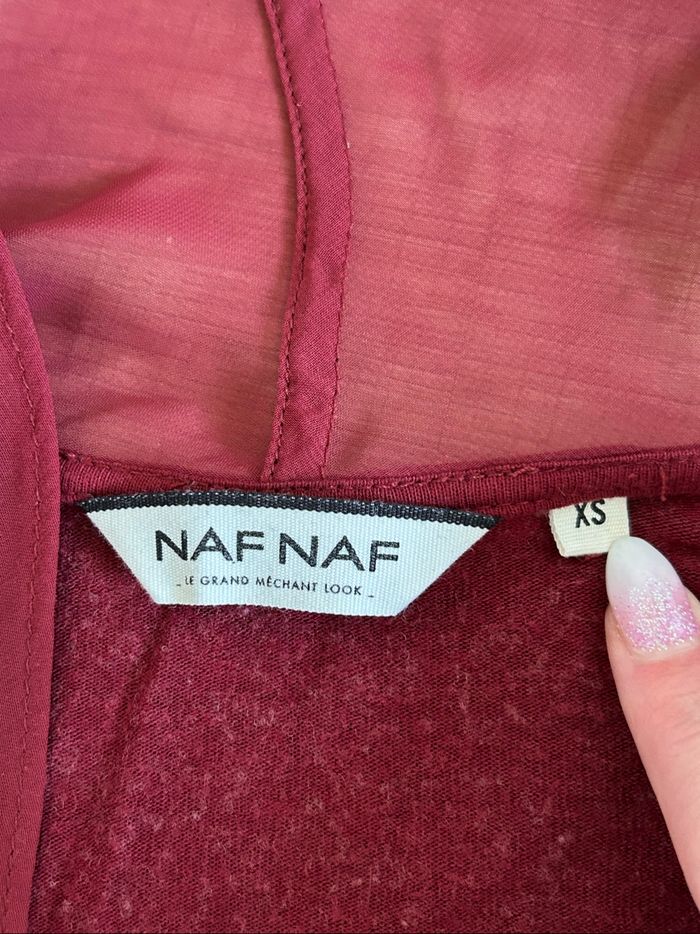 NAF NAF
- LE GRAND MÉCHANT LOOK -
XS